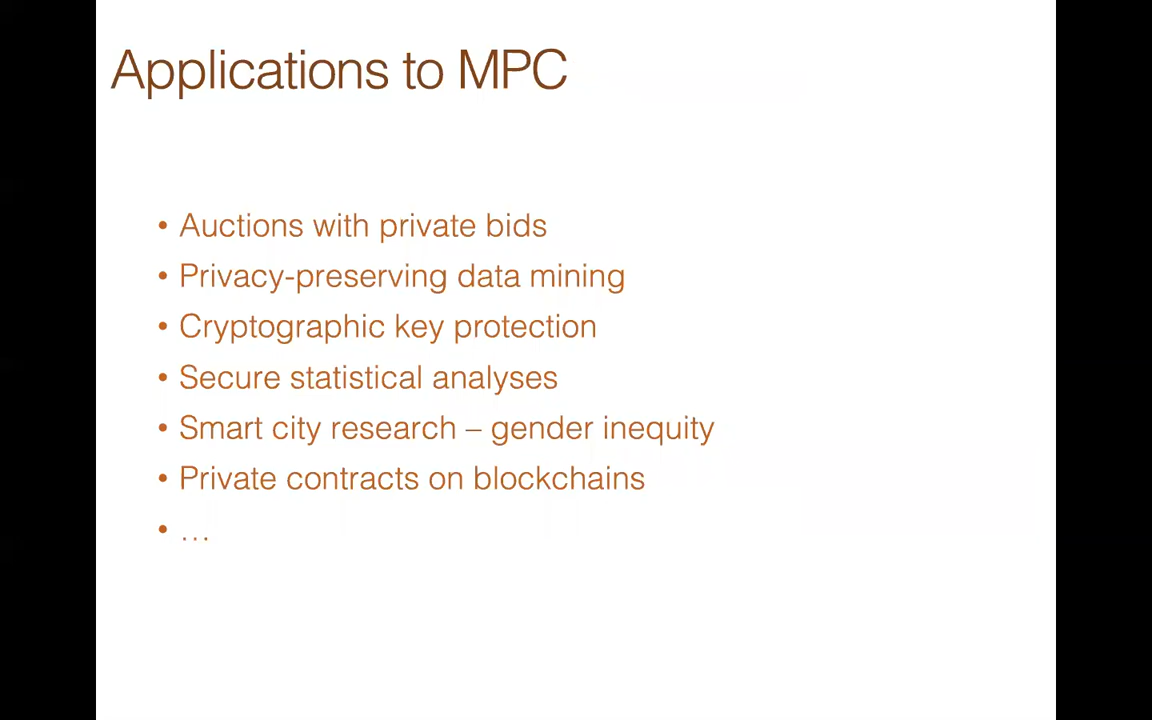 Applications to MPC
• Auctions with private bids
• Privacy-preserving data mining
• Cryptographic key protection
• Secure statistical analyses
• Smart city research – gender inequity
• Private contracts on blockchains
• …